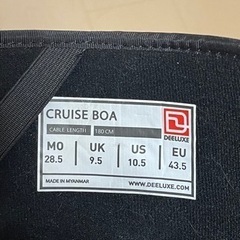 CRUISE BOA
CABLE LENGTH 180 CM
DEELUXE
MO UK US EU
28.5 9.5 10.5 43.5
MADE IN MYANMAR WWW.DEELUXE.COM